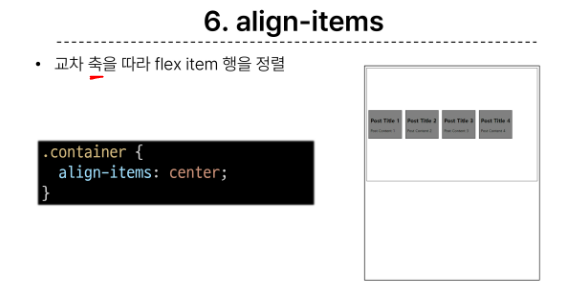 6. align-items
• 교차 축을 따라 flex item 행을 정렬
.container {
  align-items: center;
}
Post Title 1 Post Title 2 Post Title 3 Post Title 4
Post Content 1 Post Content 2 Post Content 3 Post Content 4